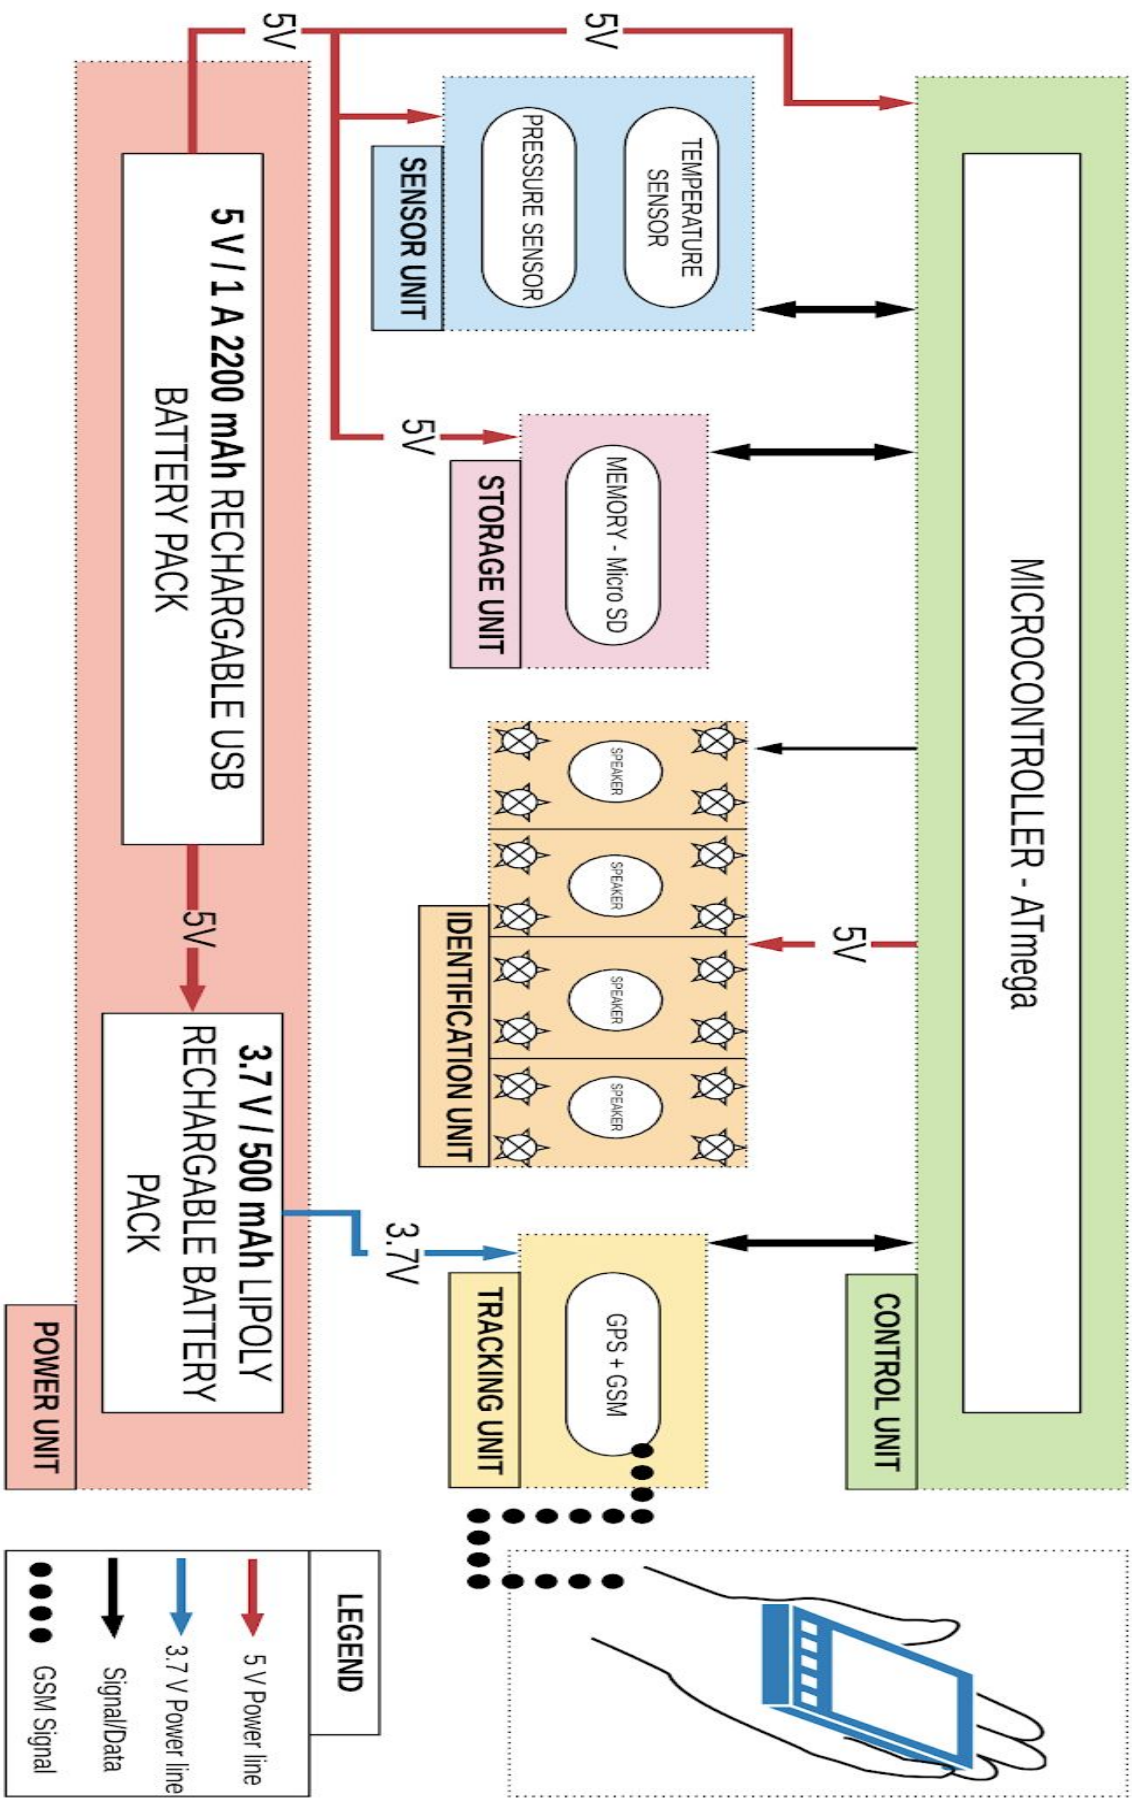 MICROCONTROLLER - ATmega
CONTROL UNIT
5V
5V
TEMPERATURE
SENSOR
PRESSURE SENSOR
SENSOR UNIT
MEMORY - Micro SD
STORAGE UNIT
5V
5V
SPEAKER
SPEAKER
SPEAKER
SPEAKER
IDENTIFICATION UNIT
GPS + GSM
TRACKING UNIT
3.7V
5 V / 1 A 2200 mAh RECHARGABLE USB
BATTERY PACK
5V
3.7 V / 500 mAh LIPOLY
RECHARGABLE BATTERY
PACK
POWER UNIT
LEGEND
5 V Power line
3.7 V Power line
Signal/Data
GSM Signal